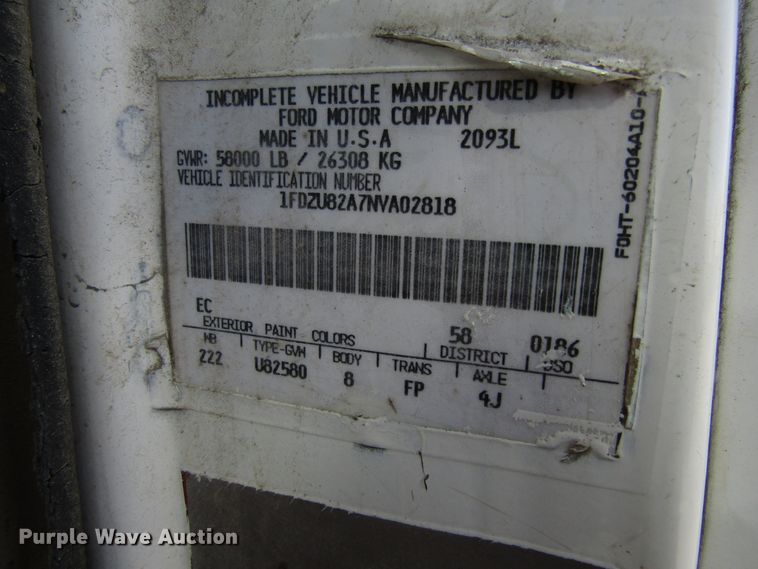 INCOMPLETE VEHICLE MANUFACTURED BY
FORD MOTOR COMPANY
MADE IN U.S.A 2093L
GVWR: 58000 LB / 26308 KG
VEHICLE IDENTIFICATION NUMBER
1FDZU82A7NVA02818
EC 58 0186
EXTERIOR PAINT COLORS DISTRICT DSO
WB TYPE-GVW BODY TRANS AXLE
222 U82580 8 FP 4J
F0HT-60204A10-
Purple Wave Auction